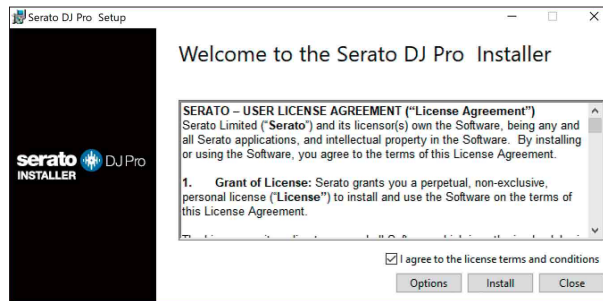 Serato DJ Pro Setup
Welcome to the Serato DJ Pro Installer
SERATO – USER LICENSE AGREEMENT ("License Agreement")
Serato Limited ("Serato") and its licensor(s) own the Software, being any and
all Serato applications, and intellectual property in the Software. By installing
or using the Software, you agree to the terms of this License Agreement.
1. Grant of License: Serato grants you a perpetual, non-exclusive,
personal license ("License") to install and use the Software on the terms of
this License Agreement.
serato DJ Pro
INSTALLER
I agree to the license terms and conditions
Options Install Close